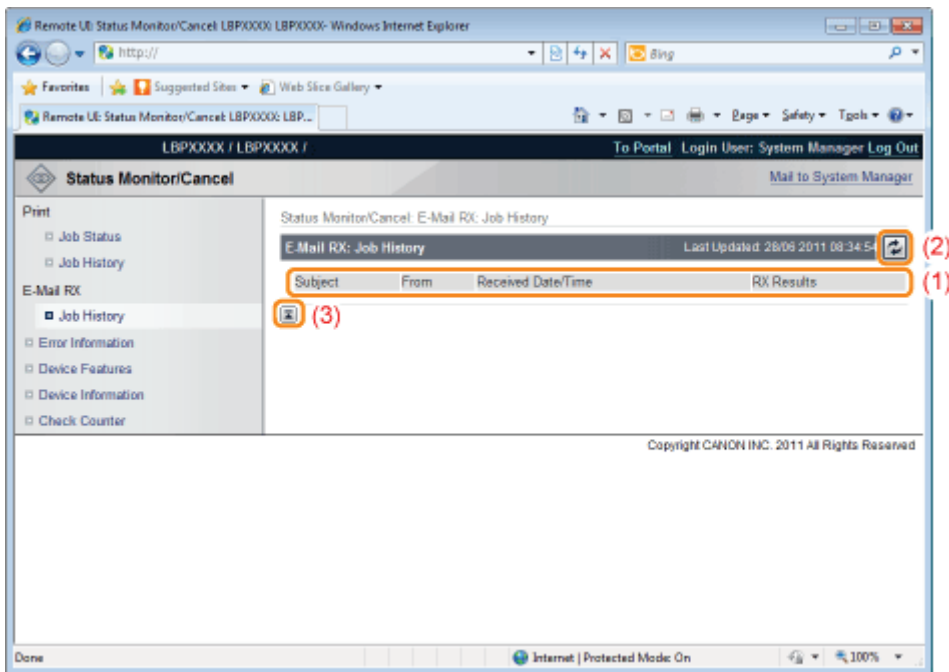 Remote UI: Status Monitor/Cancel: LBPXXXX: LBPXXXX- Windows Internet Explorer
http://
Bing
Favorites Suggested Sites Web Slice Gallery
Remote UI: Status Monitor/Cancel: LBPXXXX: LBP... Page Safety Tools
LBPXXXX / LBPXXXX / To Portal Login User: System Manager Log Out
Status Monitor/Cancel Mail to System Manager
Print
Job Status
Job History
E-Mail RX
Job History
Error Information
Device Features
Device Information
Check Counter
Status Monitor/Cancel: E-Mail RX: Job History
E-Mail RX: Job History Last Updated: 28/06 2011 08:34:54 (2)
Subject From Received Date/Time RX Results (1)
(3)
Copyright CANON INC. 2011 All Rights Reserved
Done Internet | Protected Mode: On 100%